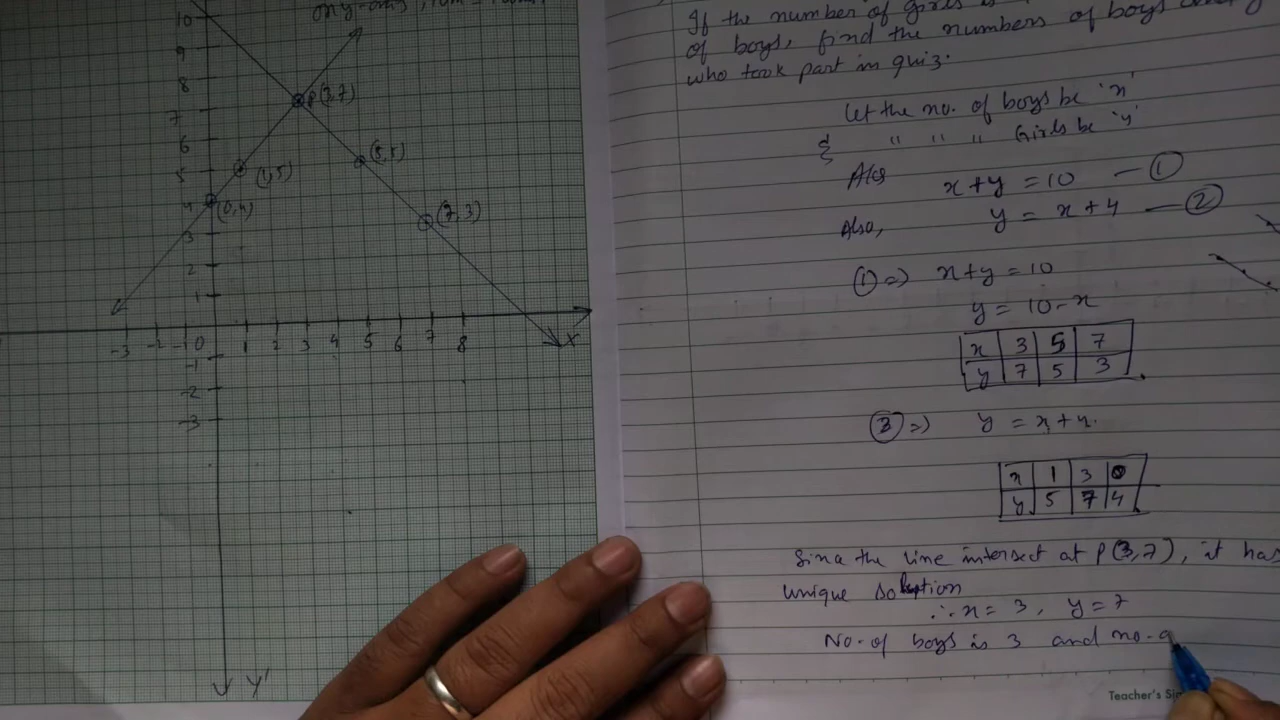 10
9
8
7
6
5
4
3
2
1
-3 -2 -1 0 1 2 3 4 5 6 7 8 X
-1
-2
-3
Y'
P(3,7)
(5,5)
(1,5)
(0,4)
(7,3)
If the number of girls is
of boys, find the numbers of boys
who took part in quiz.
Let the no. of boys be 'x'
& " " " Girls be 'y'
x+y = 10 — ①
Also, y = x+4 — ②
① => x+y = 10
y = 10-x
x 3 5 7
y 7 5 3
=> y = x+4.
x 1 3 0
y 5 7 4
Since the line intersect at P(3,7), it has
unique
∴ x = 3, y = 7
No. of boys is 3 and no.
Teacher's